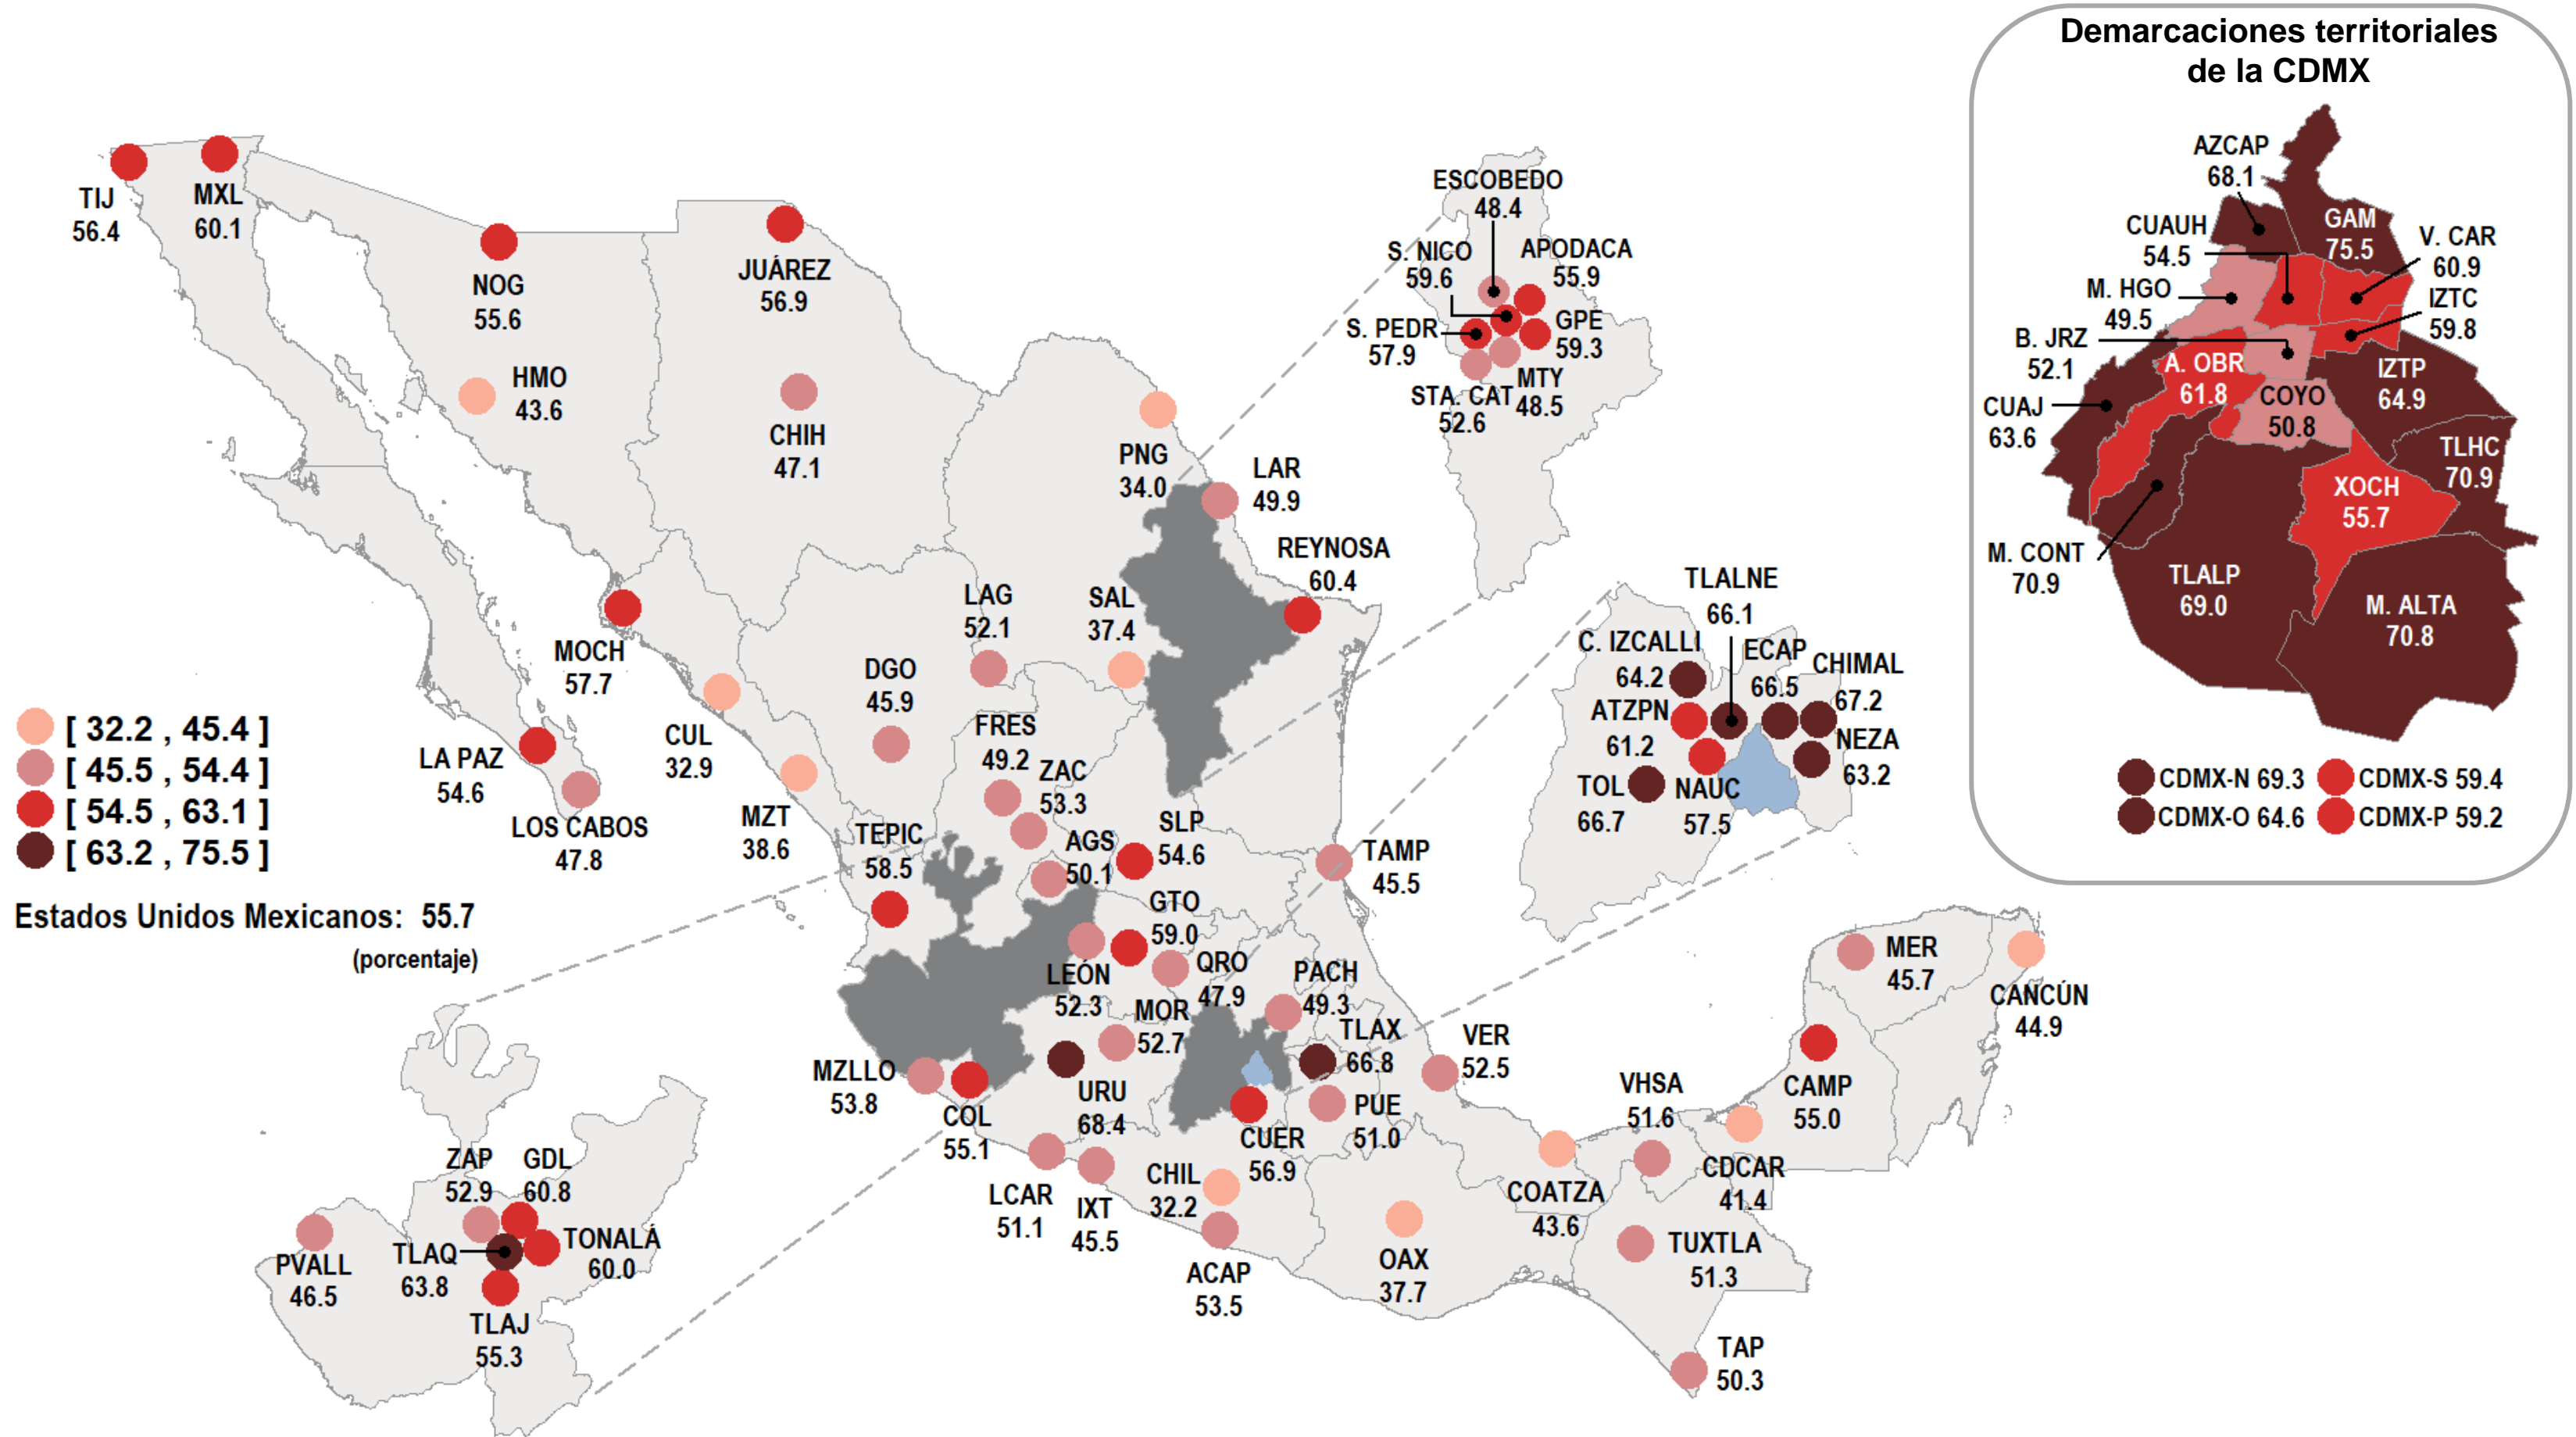 Demarcaciones territoriales
de la CDMX
AZCAP
68.1
GAM
75.5
CUAUH
54.5
V. CAR
60.9
M. HGO
49.5
IZTC
59.8
B. JRZ
52.1
A. OBR
61.8
IZTP
64.9
COYO
50.8
CUAJ
63.6
TLHC
70.9
XOCH
55.7
M. CONT
70.9
TLALP
69.0
M. ALTA
70.8
CDMX-N 69.3
CDMX-S 59.4
CDMX-O 64.6
CDMX-P 59.2
TIJ
56.4
MXL
60.1
NOG
55.6
JUÁREZ
56.9
HMO
43.6
CHIH
47.1
PNG
34.0
LAR
49.9
REYNOSA
60.4
ESCOBEDO
48.4
S. NICO
59.6
APODACA
55.9
S. PEDR
57.9
GPE
59.3
MTY
48.5
STA. CAT
52.6
LAG
52.1
SAL
37.4
MOCH
57.7
DGO
45.9
CUL
32.9
LA PAZ
54.6
LOS CABOS
47.8
MZT
38.6
FRES
49.2
ZAC
53.3
TEPIC
58.5
AGS
50.1
SLP
54.6
TAMP
45.5
GTO
59.0
LEÓN
52.3
QRO
47.9
PACH
49.3
MOR
52.7
TLAX
66.8
VER
52.5
MZLLO
53.8
COL
55.1
URU
68.4
CUER
56.9
PUE
51.0
LCAR
51.1
IXT
45.5
CHIL
32.2
ACAP
53.5
OAX
37.7
COATZA
43.6
VHSA
51.6
CDCAR
41.4
CAMP
55.0
MER
45.7
CANCÚN
44.9
TUXTLA
51.3
TAP
50.3
TLALNE
66.1
C. IZCALLI
64.2
ECAP
66.5
CHIMAL
67.2
ATZPN
61.2
NEZA
63.2
TOL
66.7
NAUC
57.5
[ 32.2 , 45.4 ]
[ 45.5 , 54.4 ]
[ 54.5 , 63.1 ]
[ 63.2 , 75.5 ]
Estados Unidos Mexicanos: 55.7
(porcentaje)
ZAP
52.9
GDL
60.8
PVALL
46.5
TLAQ
63.8
TONALÁ
60.0
TLAJ
55.3